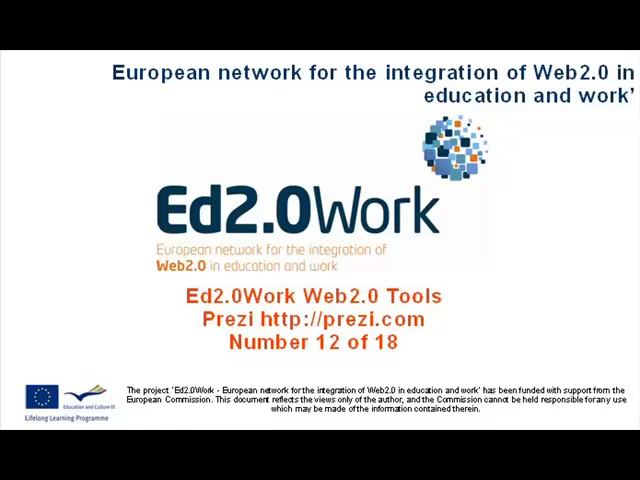 European network for the integration of Web2.0 in
education and work’
Ed2.0Work
European network for the integration of
Web2.0 in education and work
Ed2.0Work Web2.0 Tools
Prezi http://prezi.com
Number 12 of 18
Education and Culture DG
Lifelong Learning Programme
The project 'Ed2.0Work - European network for the integration of Web2.0 in education and work' has been funded with support from the
European Commission. This document reflects the views only of the author, and the Commission cannot be held responsible for any use
which may be made of the information contained therein.